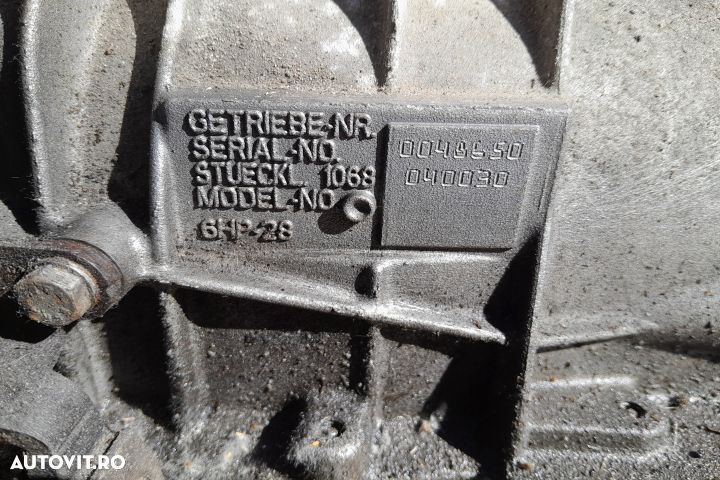 GETRIEBE-NR.
SERIAL-NO. 0048650
STUECKL. 1068 040030
MODEL-NO
6HP-28
AUTOVIT.RO